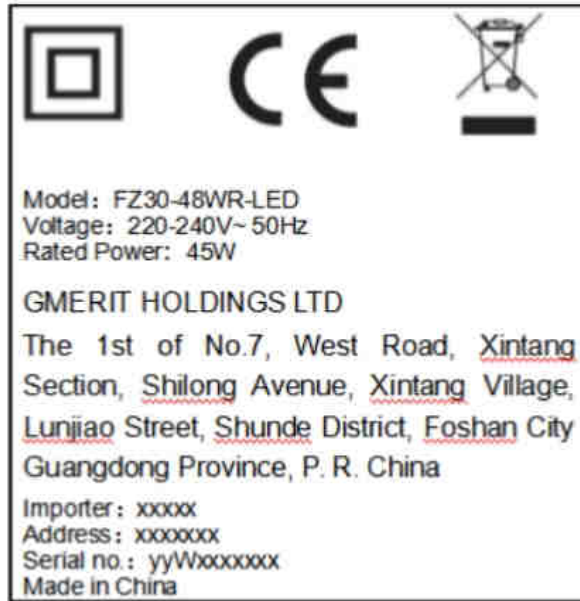 CE
Model: FZ30-48WR-LED
Voltage: 220-240V~ 50Hz
Rated Power: 45W
GMERIT HOLDINGS LTD
The 1st of No.7, West Road, Xintang
Section, Shilong Avenue, Xintang Village,
Lunjiao Street, Shunde District, Foshan City
Guangdong Province, P. R. China
Importer: xxxxx
Address: xxxxxxx
Serial no.: yyWxxxxxxx
Made in China